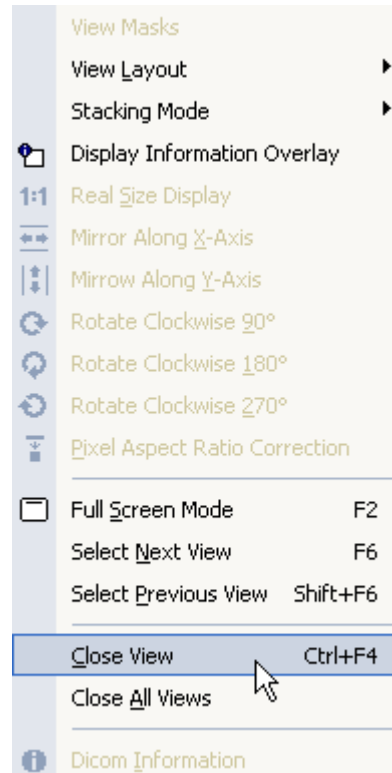 View Masks
View Layout
Stacking Mode
Display Information Overlay
1:1 Real Size Display
Mirror Along X-Axis
Mirrow Along Y-Axis
Rotate Clockwise 90°
Rotate Clockwise 180°
Rotate Clockwise 270°
Pixel Aspect Ratio Correction
Full Screen Mode F2
Select Next View F6
Select Previous View Shift+F6
Close View Ctrl+F4
Close All Views
Dicom Information